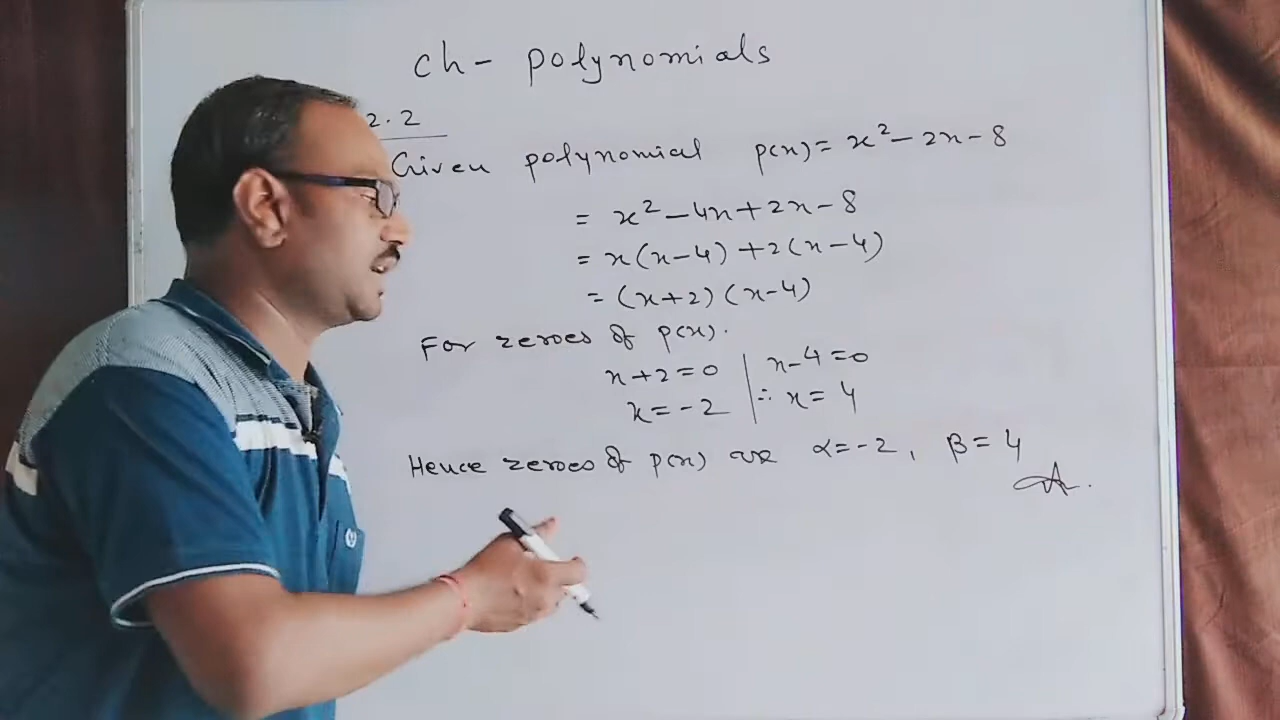 ch- polynomials
2.2
Given polynomial p(x) = x² - 2x - 8
= x² - 4x + 2x - 8
= x(x-4) + 2(x-4)
= (x+2)(x-4)
For zeroes of p(x).
x+2=0 | x-4=0
x=-2 | ∴ x=4
Hence zeroes of p(x) are α=-2, β=4